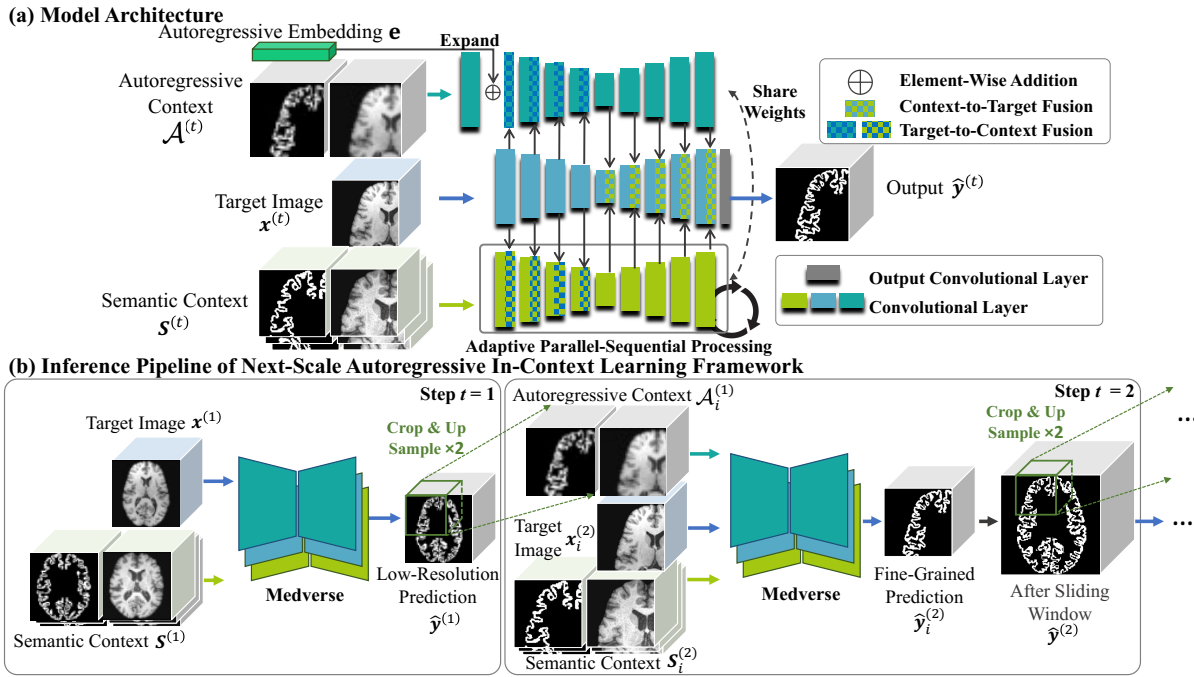 (a) Model Architecture
Autoregressive Embedding e
Expand
Autoregressive
Context
𝒜^(t)
Target Image
x^(t)
Semantic Context
S^(t)
Share
Weights
Element-Wise Addition
Context-to-Target Fusion
Target-to-Context Fusion
Output ŷ^(t)
Output Convolutional Layer
Convolutional Layer
Adaptive Parallel-Sequential Processing
(b) Inference Pipeline of Next-Scale Autoregressive In-Context Learning Framework
Step t = 1
Target Image x^(1)
Crop & Up
Sample ×2
Medverse
Low-Resolution
Prediction
ŷ^(1)
Semantic Context S^(1)
Autoregressive Context 𝒜_i^(1)
Step t = 2
Target
Image x_i^(2)
Semantic Context S_i^(2)
Medverse
Fine-Grained
Prediction
ŷ_i^(2)
Crop & Up
Sample ×2
After Sliding
Window
ŷ^(2)
...
...